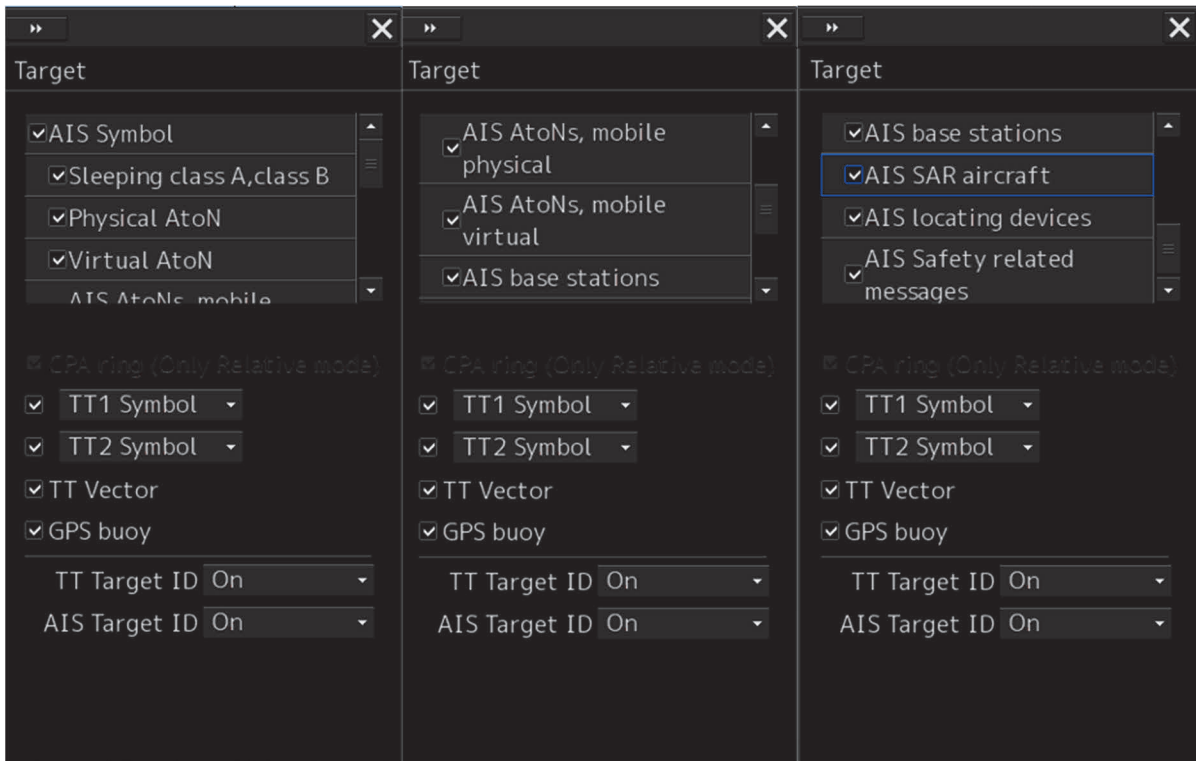 Target
AIS Symbol
Sleeping class A,class B
Physical AtoN
Virtual AtoN
AIS AtoNs, mobile
CPA ring (Only Relative mode)
TT1 Symbol
TT2 Symbol
TT Vector
GPS buoy
TT Target ID On
AIS Target ID On
Target
AIS AtoNs, mobile
physical
AIS AtoNs, mobile
virtual
AIS base stations
CPA ring (Only Relative mode)
TT1 Symbol
TT2 Symbol
TT Vector
GPS buoy
TT Target ID On
AIS Target ID On
Target
AIS base stations
AIS SAR aircraft
AIS locating devices
AIS Safety related
messages
CPA ring (Only Relative mode)
TT1 Symbol
TT2 Symbol
TT Vector
GPS buoy
TT Target ID On
AIS Target ID On